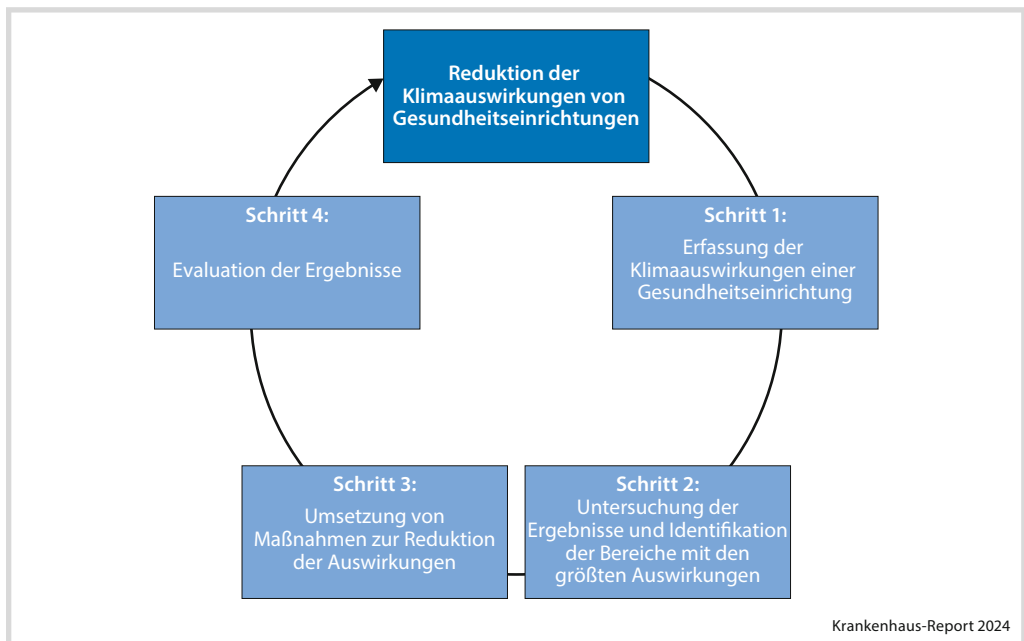 Reduktion der
Klimaauswirkungen von
Gesundheitseinrichtungen
Schritt 1:
Erfassung der
Klimaauswirkungen einer
Gesundheitseinrichtung
Schritt 2:
Untersuchung der
Ergebnisse und Identifikation
der Bereiche mit den
größten Auswirkungen
Schritt 3:
Umsetzung von
Maßnahmen zur Reduktion
der Auswirkungen
Schritt 4:
Evaluation der Ergebnisse
Krankenhaus-Report 2024